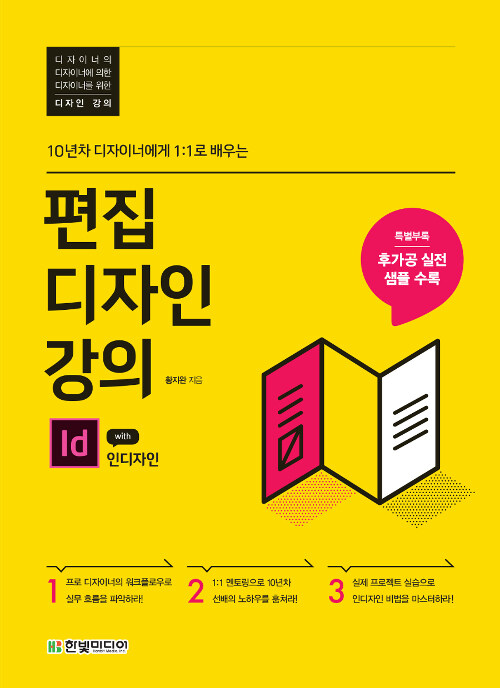 디자이너의
디자이너에 의한
디자이너를 위한
디자인 강의
10년차 디자이너에게 1:1로 배우는
편집
디자인
강의
황지완 지음
특별부록
후가공 실전
샘플 수록
Id
with
인디자인
1 프로 디자이너의 워크플로우로
실무 흐름을 파악하라!
2 1:1 멘토링으로 10년차
선배의 노하우를 훔쳐라!
3 실제 프로젝트 실습으로
인디자인 비법을 마스터하라!
HB 한빛미디어
Hanbit Media, Inc.